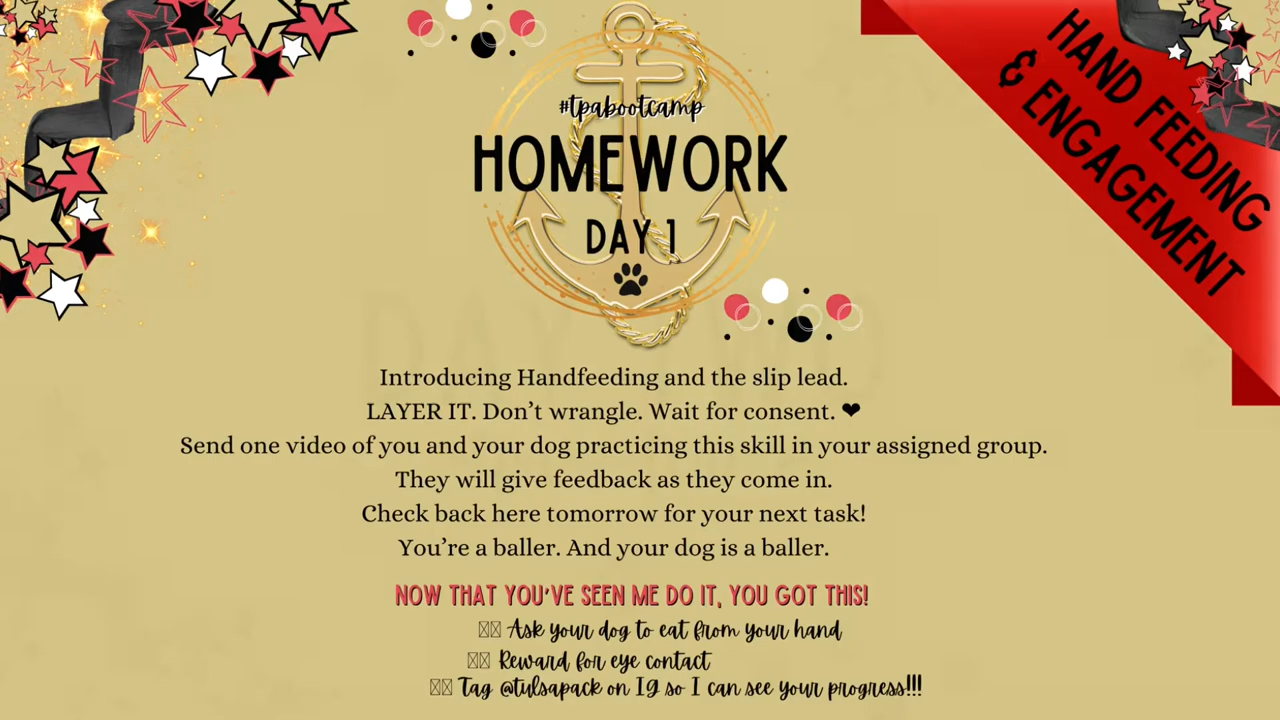 #tpabootcamp
HOMEWORK
DAY 1
HAND FEEDING
& ENGAGEMENT
Introducing Handfeeding and the slip lead.
LAYER IT. Don’t wrangle. Wait for consent. ❤
Send one video of you and your dog practicing this skill in your assigned group.
They will give feedback as they come in.
Check back here tomorrow for your next task!
You’re a baller. And your dog is a baller.
NOW THAT YOU'VE SEEN ME DO IT, YOU GOT THIS!
Ask your dog to eat from your hand
Reward for eye contact
Tag @tulsapack on IG so I can see your progress!!!